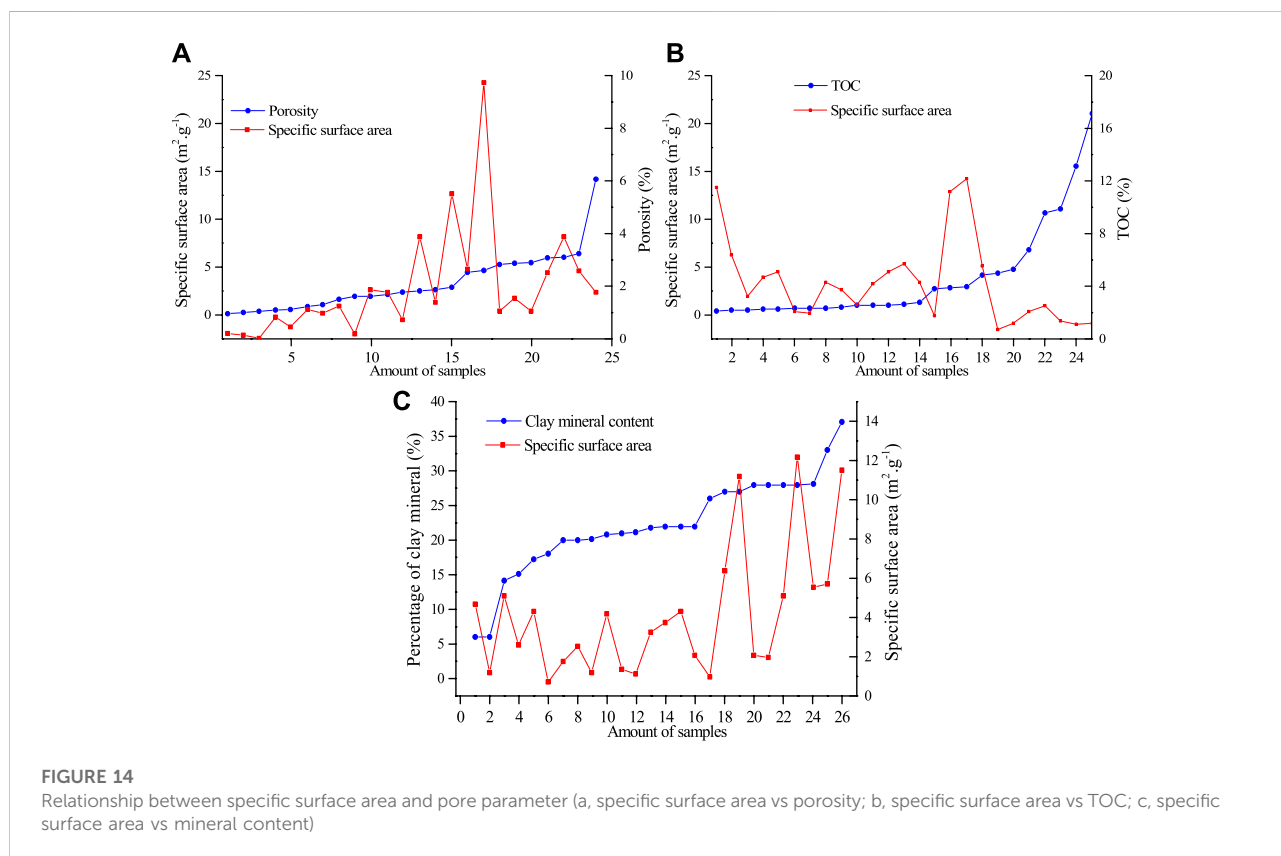 A
B
25
20
15
10
5
0
Specific surface area (m².g⁻¹)
Porosity
Specific surface area
10
8
6
4
2
0
Porosity (%)
5
10
15
20
25
Amount of samples
25
20
15
10
5
0
Specific surface area (m².g⁻¹)
TOC
Specific surface area
20
16
12
8
4
0
TOC (%)
2 4 6 8 10 12 14 16 18 20 22 24
Amount of samples
C
40
35
30
25
20
15
10
5
0
Percentage of clay mineral (%)
Clay mineral content
Specific surface area
14
12
10
8
6
4
2
0
Specific surface area (m².g⁻¹)
0 2 4 6 8 10 12 14 16 18 20 22 24 26
Amount of samples
FIGURE 14
Relationship between specific surface area and pore parameter (a, specific surface area vs porosity; b, specific surface area vs TOC; c, specific
surface area vs mineral content)